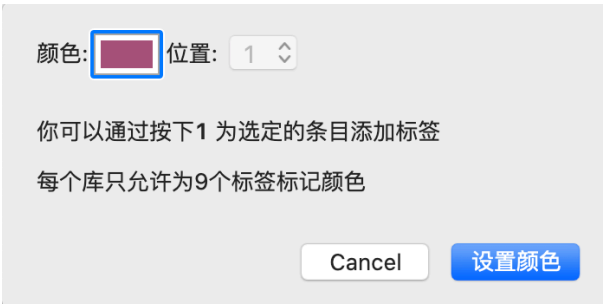 颜色: 位置: 1
你可以通过按下1 为选定的条目添加标签
每个库只允许为9个标签标记颜色
Cancel 设置颜色